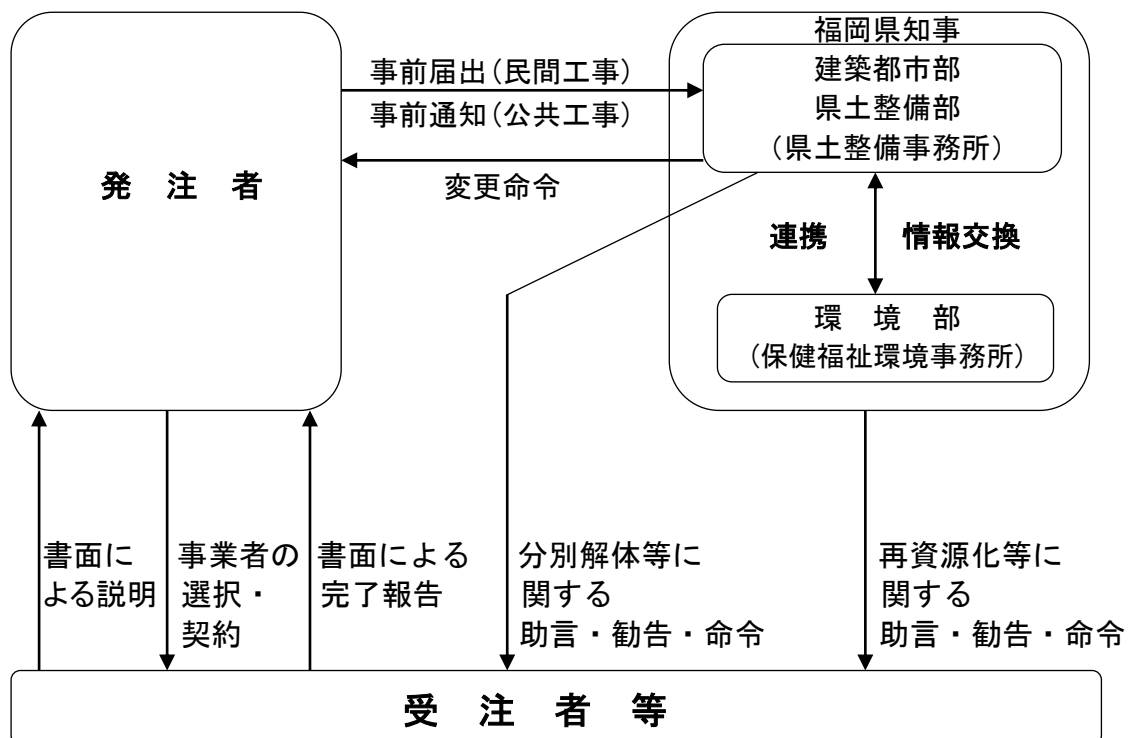 福岡県知事
建築都市部
県土整備部
（県土整備事務所）
事前届出（民間工事）
事前通知（公共工事）
発　注　者
変更命令
連携　情報交換
環　境　部
（保健福祉環境事務所）
書面に
よる説明
事業者の
選択・
契約
書面による
完了報告
分別解体等に
関する
助言・勧告・命令
再資源化等に
関する
助言・勧告・命令
受　注　者　等